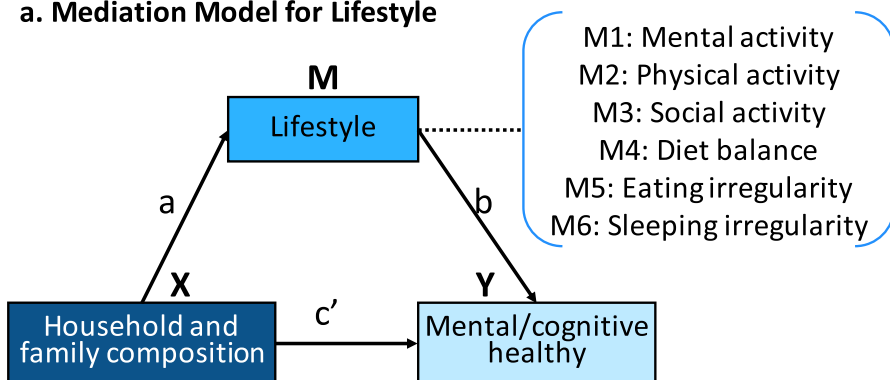 a. Mediation Model for Lifestyle
M
Lifestyle
M1: Mental activity
M2: Physical activity
M3: Social activity
M4: Diet balance
M5: Eating irregularity
M6: Sleeping irregularity
a
b
X
Household and
family composition
c’
Y
Mental/cognitive
healthy